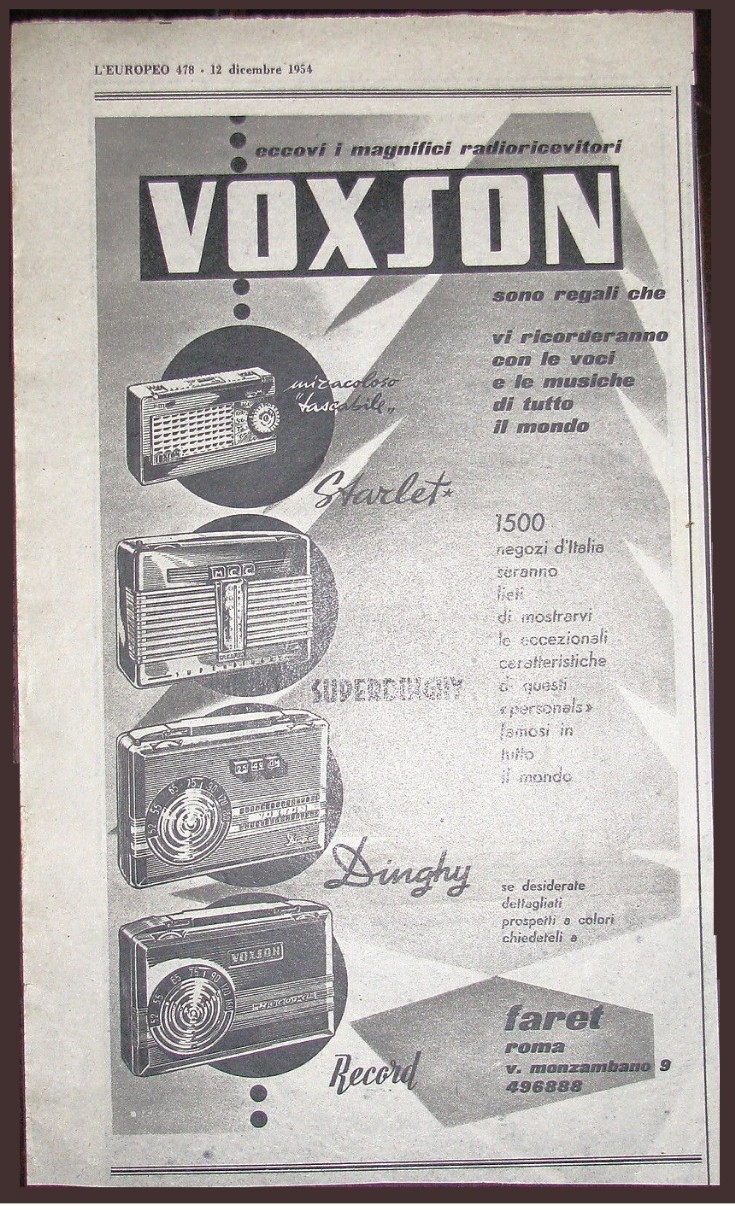 L'EUROPEO 478 - 12 dicembre 1954
eccovi i magnifici radioricevitori
VOXSON
sono regali che
vi ricorderanno
con le voci
e le musiche
di tutto
il mondo
miracoloso
"tascabile"
Starlet*
1500
negozi d'Italia
saranno
lieti
di mostrarvi
le eccezionali
caratteristiche
di questi
«personals»
famosi in
tutto
il mondo
SUPERDINGHY
VOXSON
Dinghy
se desiderate
dettagliati
prospetti a colori
chiedeteli a
VOXSON
faret
roma
v. monzambano 9
496888
Record